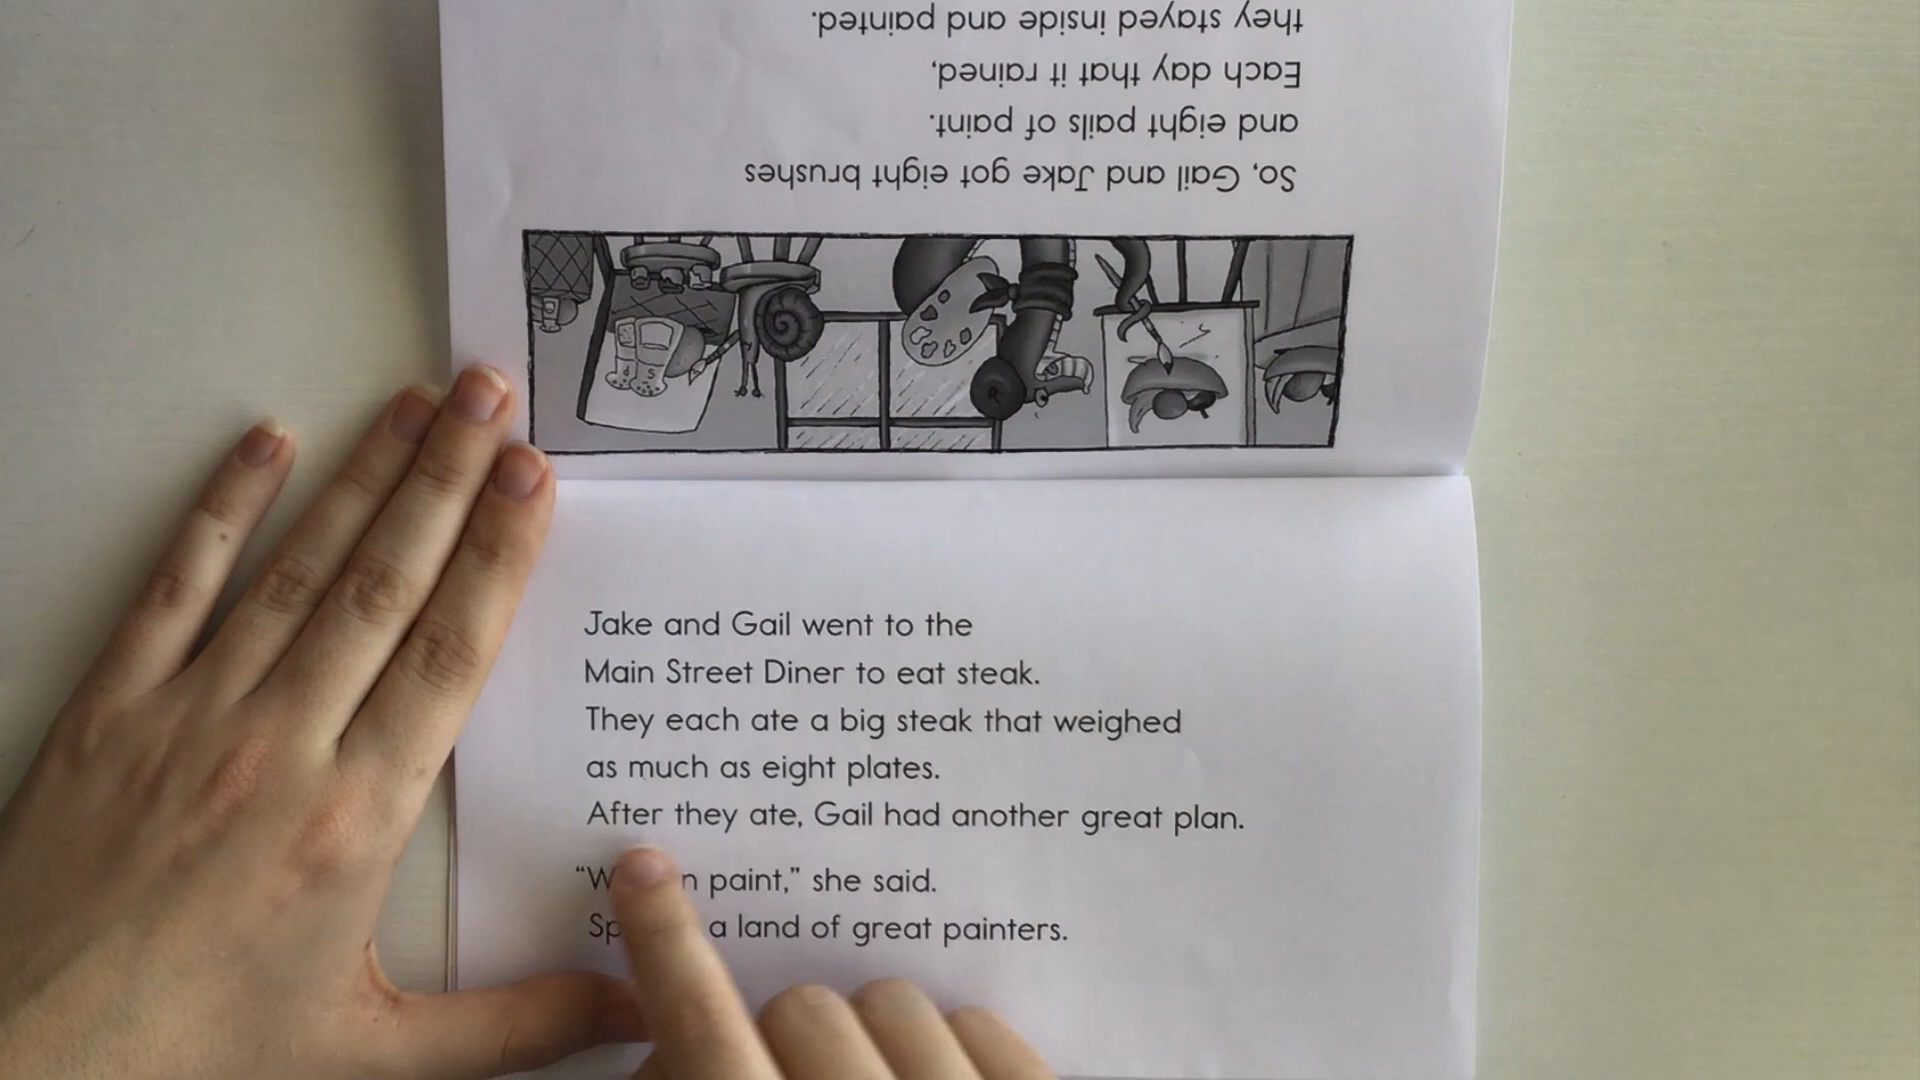 So, Gail and Jake got eight brushes
and eight pails of paint.
Each day that it rained,
they stayed inside and painted.
Jake and Gail went to the
Main Street Diner to eat steak.
They each ate a big steak that weighed
as much as eight plates.
After they ate, Gail had another great plan.
paint,” she said.
a land of great painters.